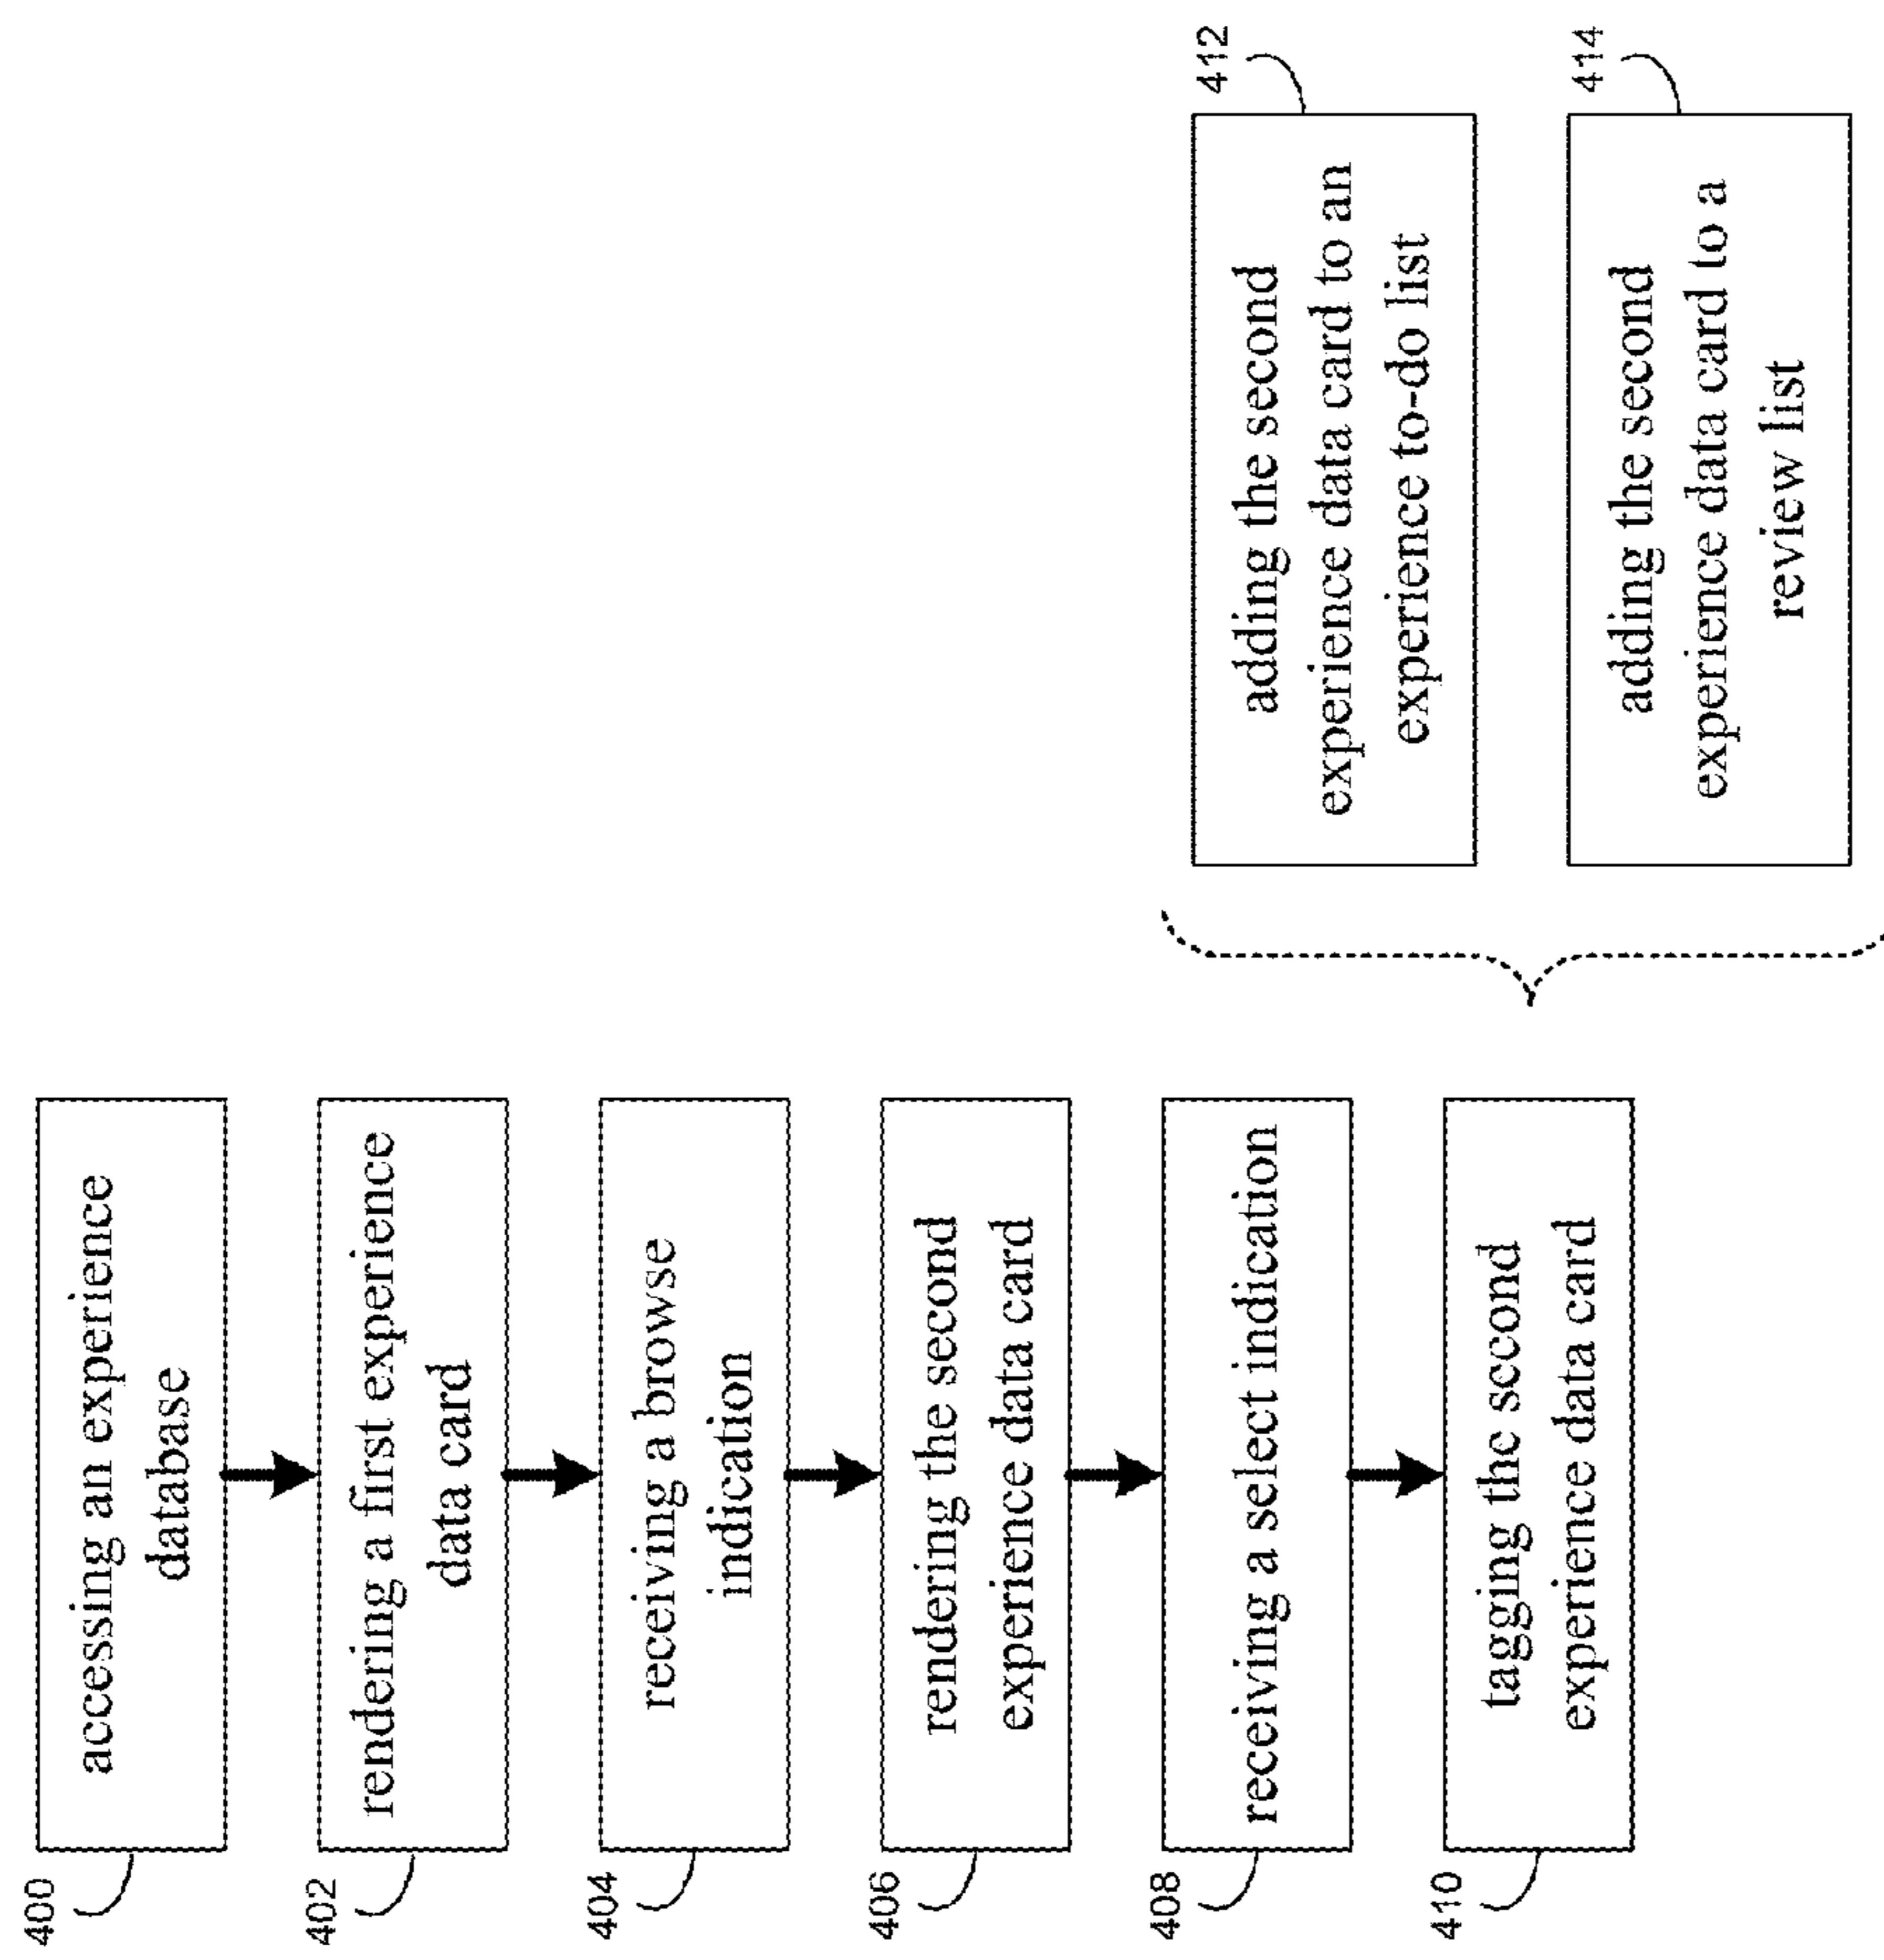 400
accessing an experience
database
402
rendering a first experience
data card
404
receiving a browse
indication
406
rendering the second
experience data card
408
receiving a select indication
410
tagging the second
experience data card
412
adding the second
experience data card to an
experience to-do list
414
adding the second
experience data card to a
review list